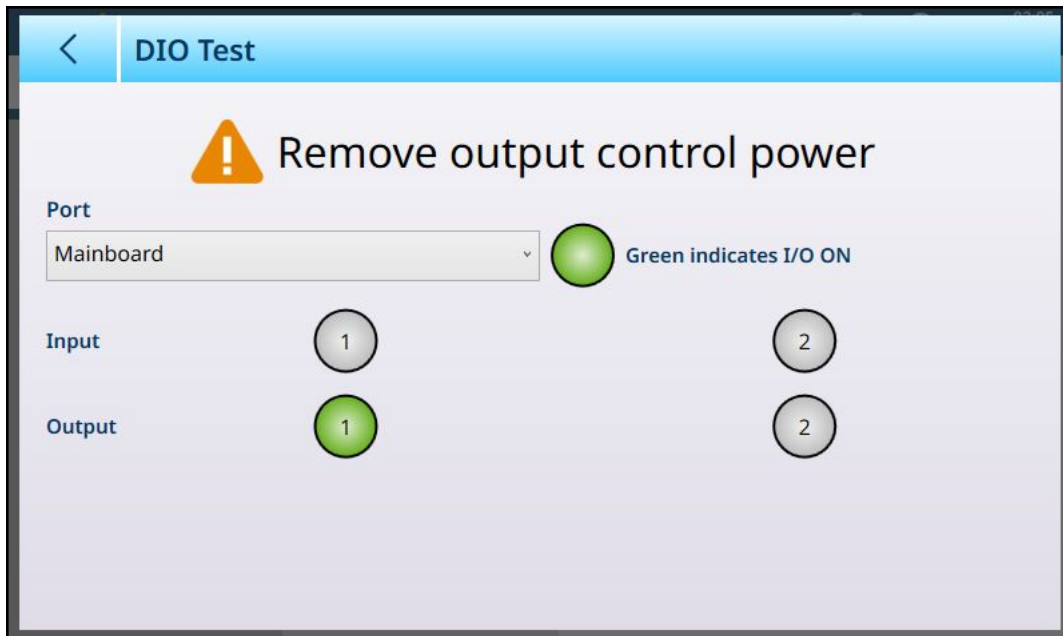 DIO Test
Remove output control power
Port
Mainboard
Green indicates I/O ON
Input 1 2
Output 1 2